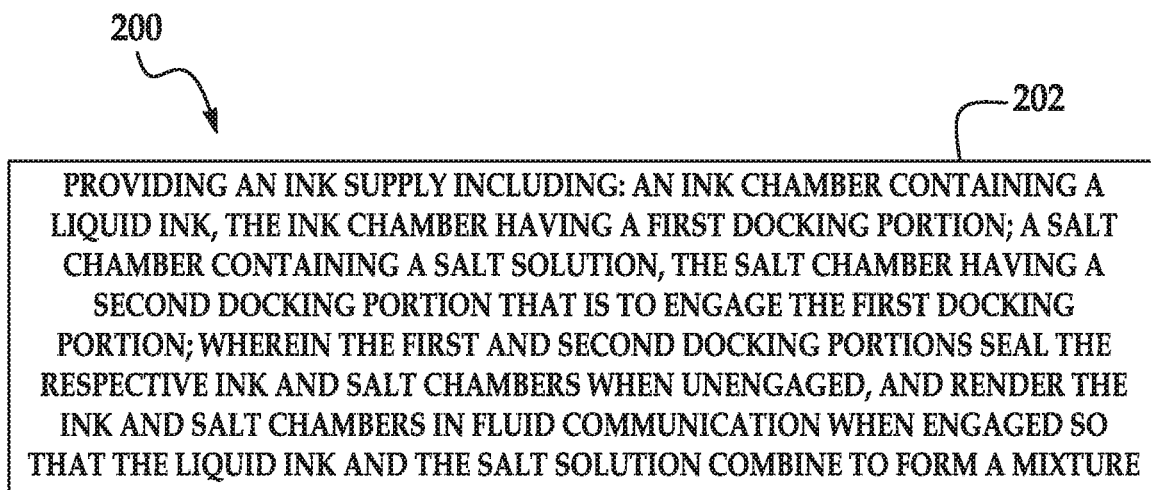 200
202
PROVIDING AN INK SUPPLY INCLUDING: AN INK CHAMBER CONTAINING A
LIQUID INK, THE INK CHAMBER HAVING A FIRST DOCKING PORTION; A SALT
CHAMBER CONTAINING A SALT SOLUTION, THE SALT CHAMBER HAVING A
SECOND DOCKING PORTION THAT IS TO ENGAGE THE FIRST DOCKING
PORTION; WHEREIN THE FIRST AND SECOND DOCKING PORTIONS SEAL THE
RESPECTIVE INK AND SALT CHAMBERS WHEN UNENGAGED, AND RENDER THE
INK AND SALT CHAMBERS IN FLUID COMMUNICATION WHEN ENGAGED SO
THAT THE LIQUID INK AND THE SALT SOLUTION COMBINE TO FORM A MIXTURE